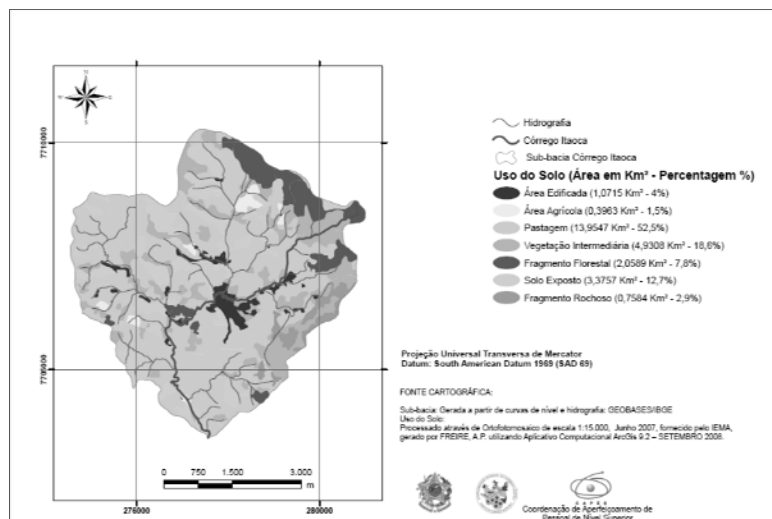 N
S
7710000
7705000
276000
280000
0 750 1.500 3.000
m
Hidrografia
Córrego Itaoca
Sub-bacia Córrego Itaoca
Uso do Solo (Área em Km² - Percentagem %)
Área Edificada (1,0715 Km² - 4%)
Área Agrícola (0,3963 Km² - 1,5%)
Pastagem (13,9547 Km² - 52,5%)
Vegetação Intermediária (4,9308 Km² - 18,6%)
Fragmento Florestal (2,0589 Km² - 7,8%)
Solo Exposto (3,3757 Km² - 12,7%)
Fragmento Rochoso (0,7584 Km² - 2,9%)
Projeção Universal Transversa de Mercator
Datum: South American Datum 1969 (SAD 69)
FONTE CARTOGRÁFICA:
Sub-bacia: Gerada a partir de curvas de nível e hidrografia: GEOBASES/IBGE
Uso do Solo:
Processado através de Ortofotomosaico de escala 1:15.000, Junho 2007, fornecido pelo IEMA,
gerado por FREIRE, A.P. utilizando Aplicativo Computacional ArcGis 9.2 – SETEMBRO 2008.
CAPES
Coordenação de Aperfeiçoamento de
Pessoal de Nível Superior